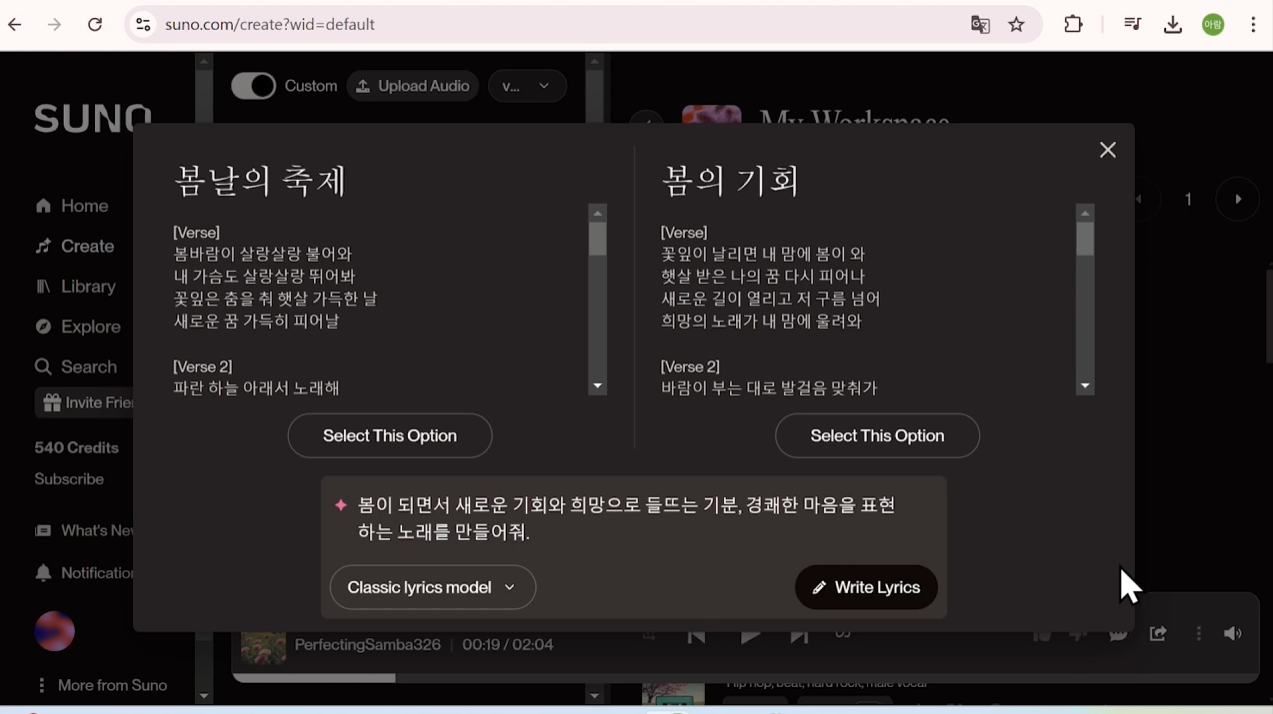 suno.com/create?wid=default
아람
SUNO
Custom
Upload Audio
v...
My Workspace
Home
Create
Library
Explore
Search
Invite Frie
540 Credits
Subscribe
What's Nev
Notification
More from Suno
1
봄날의 축제
[Verse]
봄바람이 살랑살랑 불어와
내 가슴도 살랑살랑 뛰어봐
꽃잎은 춤을 춰 햇살 가득한 날
새로운 꿈 가득히 피어날
[Verse 2]
파란 하늘 아래서 노래해
Select This Option
봄의 기회
[Verse]
꽃잎이 날리면 내 맘에 봄이 와
햇살 받은 나의 꿈 다시 피어나
새로운 길이 열리고 저 구름 넘어
희망의 노래가 내 맘에 울려와
[Verse 2]
바람이 부는 대로 발걸음 맞춰가
Select This Option
봄이 되면서 새로운 기회와 희망으로 들뜨는 기분, 경쾌한 마음을 표현
하는 노래를 만들어줘.
Classic lyrics model
Write Lyrics
PerfectingSamba326
00:19 / 02:04
Hip hop, beat, hard rock, male vocal